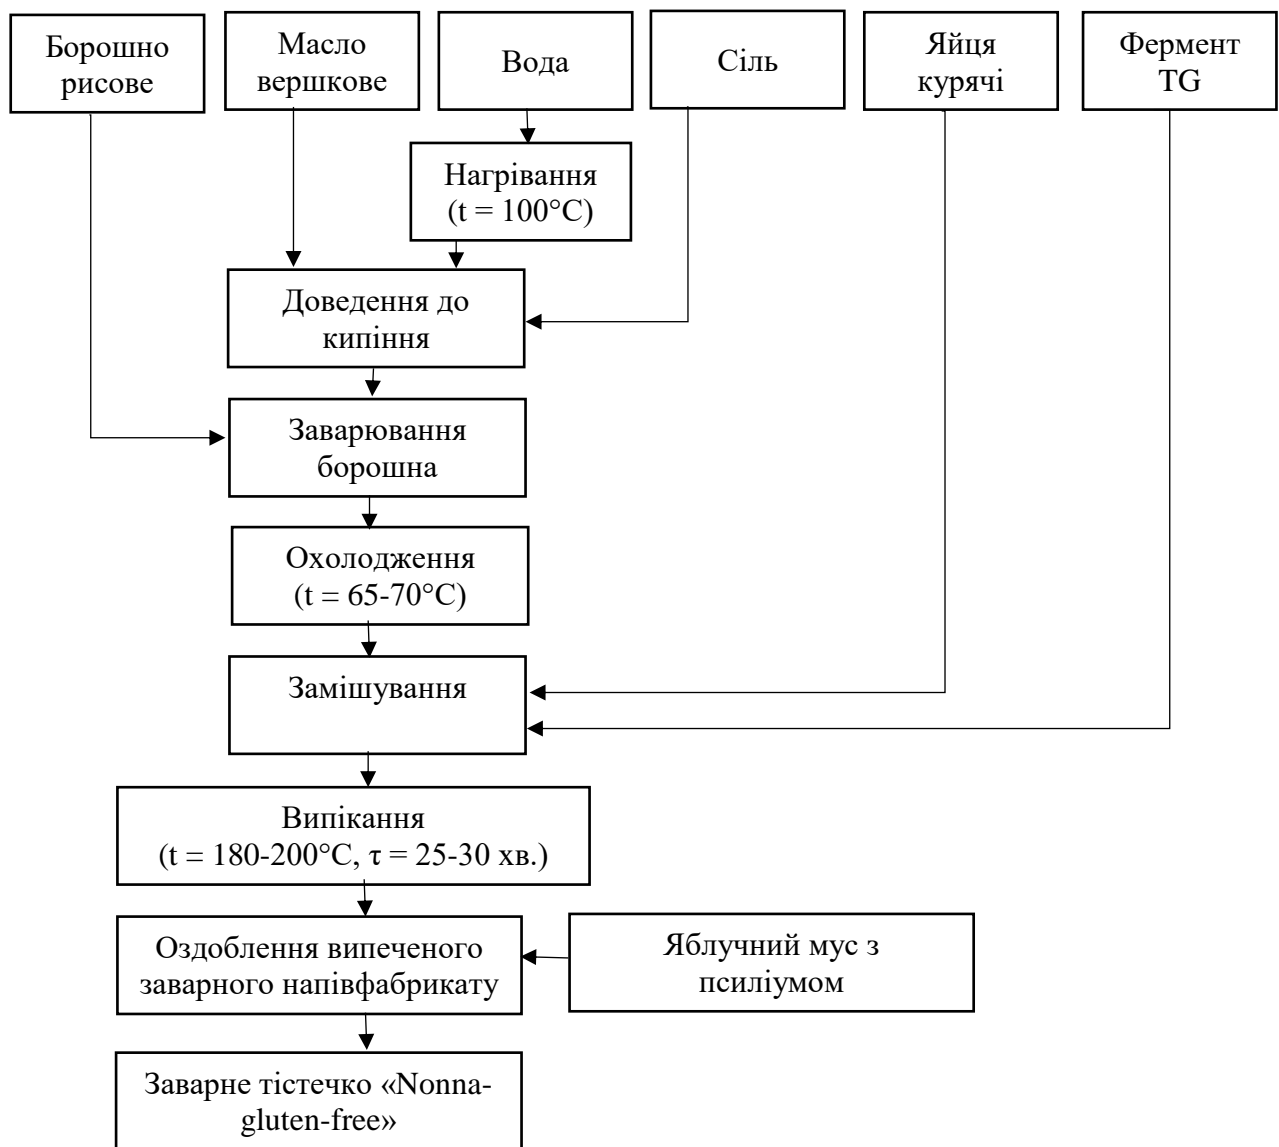 Борошно
рисове
Масло
вершкове
Вода
Сіль
Яйця
курячі
Фермент
TG
Нагрівання
(t = 100°C)
Доведення до
кипіння
Заварювання
борошна
Охолодження
(t = 65-70°C)
Замішування
Випікання
(t = 180-200°C, τ = 25-30 хв.)
Оздоблення випеченого
заварного напівфабрикату
Яблучний мус з
псиліумом
Заварне тістечко «Nonna-
gluten-free»